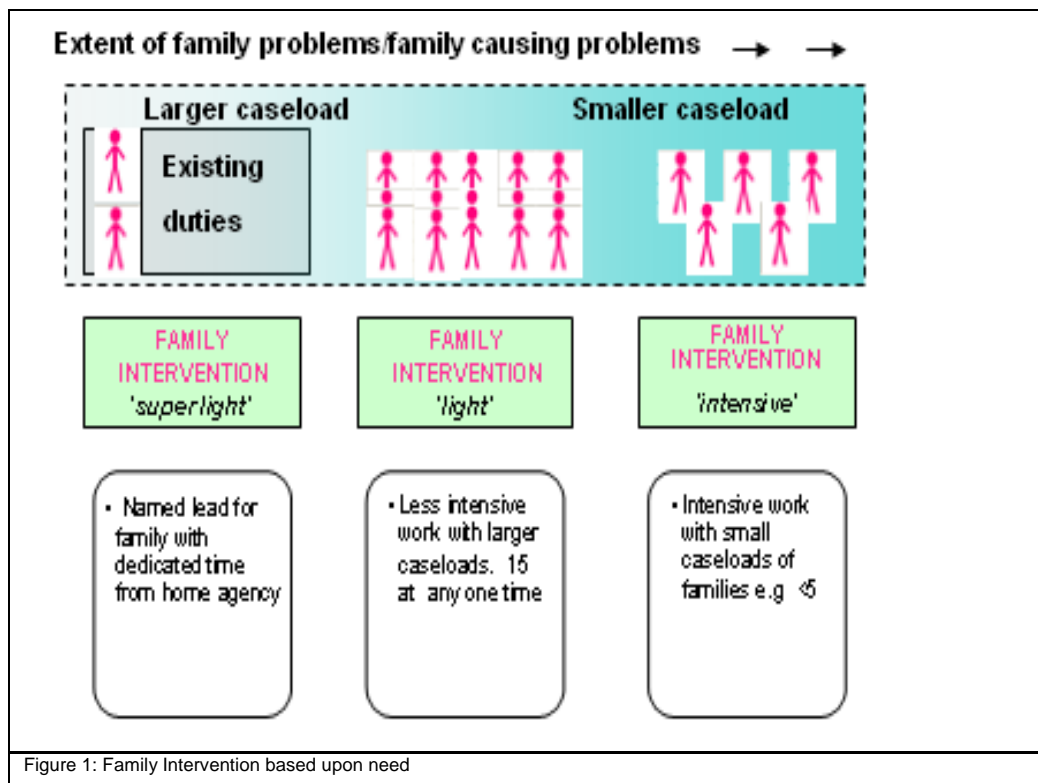 Extent of family problems/family causing problems → →
Larger caseload
Smaller caseload
Existing
duties
FAMILY
INTERVENTION
'superlight'
FAMILY
INTERVENTION
'light'
FAMILY
INTERVENTION
'intensive'
• Named lead for
family with
dedicated time
from home agency
• Less intensive
work with larger
caseloads. 15
at any one time
• Intensive work
with small
caseloads of
families e.g <5
Figure 1: Family Intervention based upon need